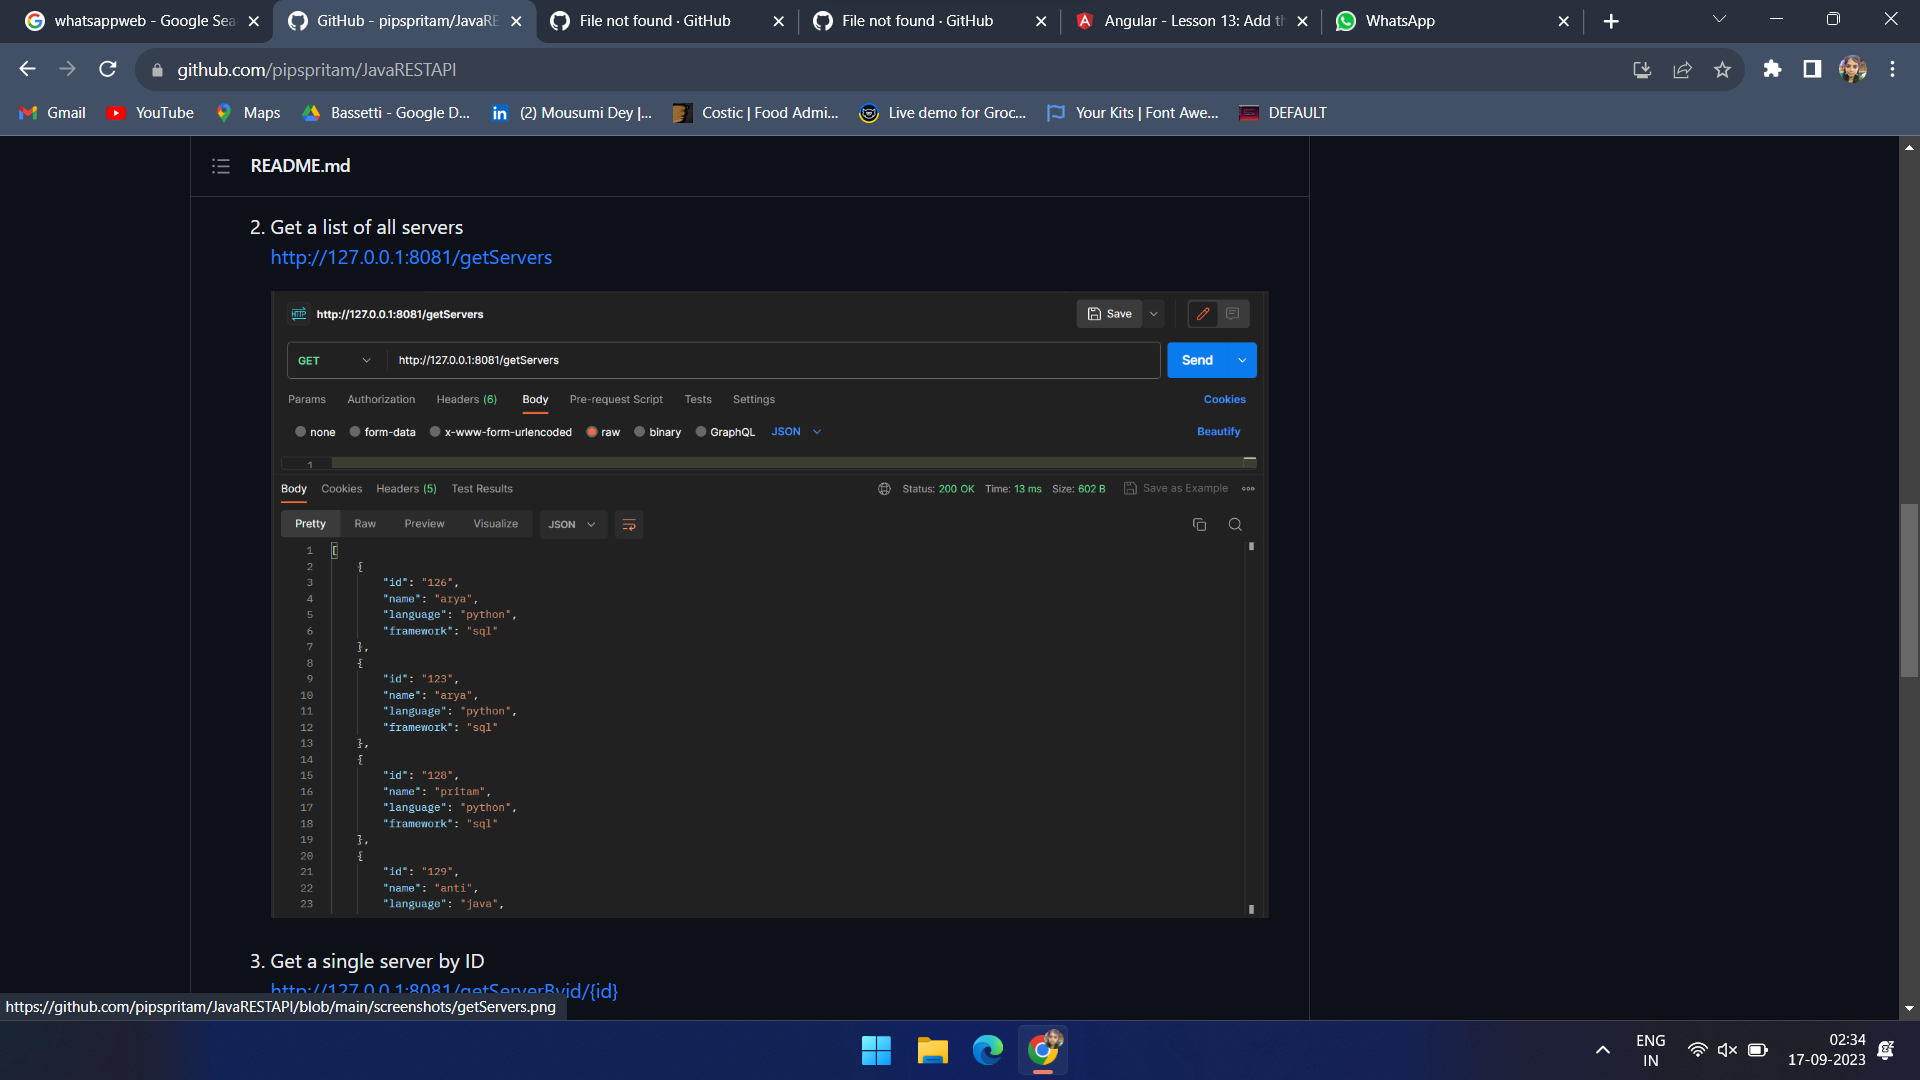 whatsappweb - Google Sea
GitHub - pipspritam/JavaRE
File not found · GitHub
File not found · GitHub
Angular - Lesson 13: Add th
WhatsApp
github.com/pipspritam/JavaRESTAPI
Gmail
YouTube
Maps
Bassetti - Google D...
(2) Mousumi Dey |...
Costic | Food Admi...
Live demo for Groc...
Your Kits | Font Awe...
DEFAULT
README.md
2. Get a list of all servers
http://127.0.0.1:8081/getServers
HTTP http://127.0.0.1:8081/getServers
Save
GET http://127.0.0.1:8081/getServers
Send
Params Authorization Headers (6) Body Pre-request Script Tests Settings Cookies
none form-data x-www-form-urlencoded raw binary GraphQL JSON Beautify
1
Body Cookies Headers (5) Test Results Status: 200 OK Time: 13 ms Size: 602 B Save as Example
Pretty Raw Preview Visualize JSON
1 [
2 {
3 "id": "126",
4 "name": "arya",
5 "language": "python",
6 "framework": "sql"
7 },
8 {
9 "id": "123",
10 "name": "arya",
11 "language": "python",
12 "framework": "sql"
13 },
14 {
15 "id": "128",
16 "name": "pritam",
17 "language": "python",
18 "framework": "sql"
19 },
20 {
21 "id": "129",
22 "name": "anti",
23 "language": "java",
3. Get a single server by ID
http://127.0.0.1:8081/getServerByid/{id}
https://github.com/pipspritam/JavaRESTAPI/blob/main/screenshots/getServers.png
ENG
IN
02:34
17-09-2023